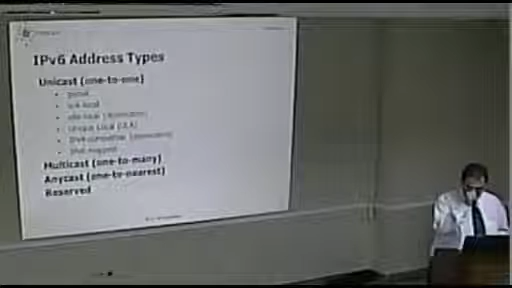 IPv6 Address Types
Unicast (one-to-one)
global
link-local
site-local (deprecated)
Unique Local (ULA)
IPv4-compatible (deprecated)
IPv4-mapped
Multicast (one-to-many)
Anycast (one-to-nearest)
Reserved